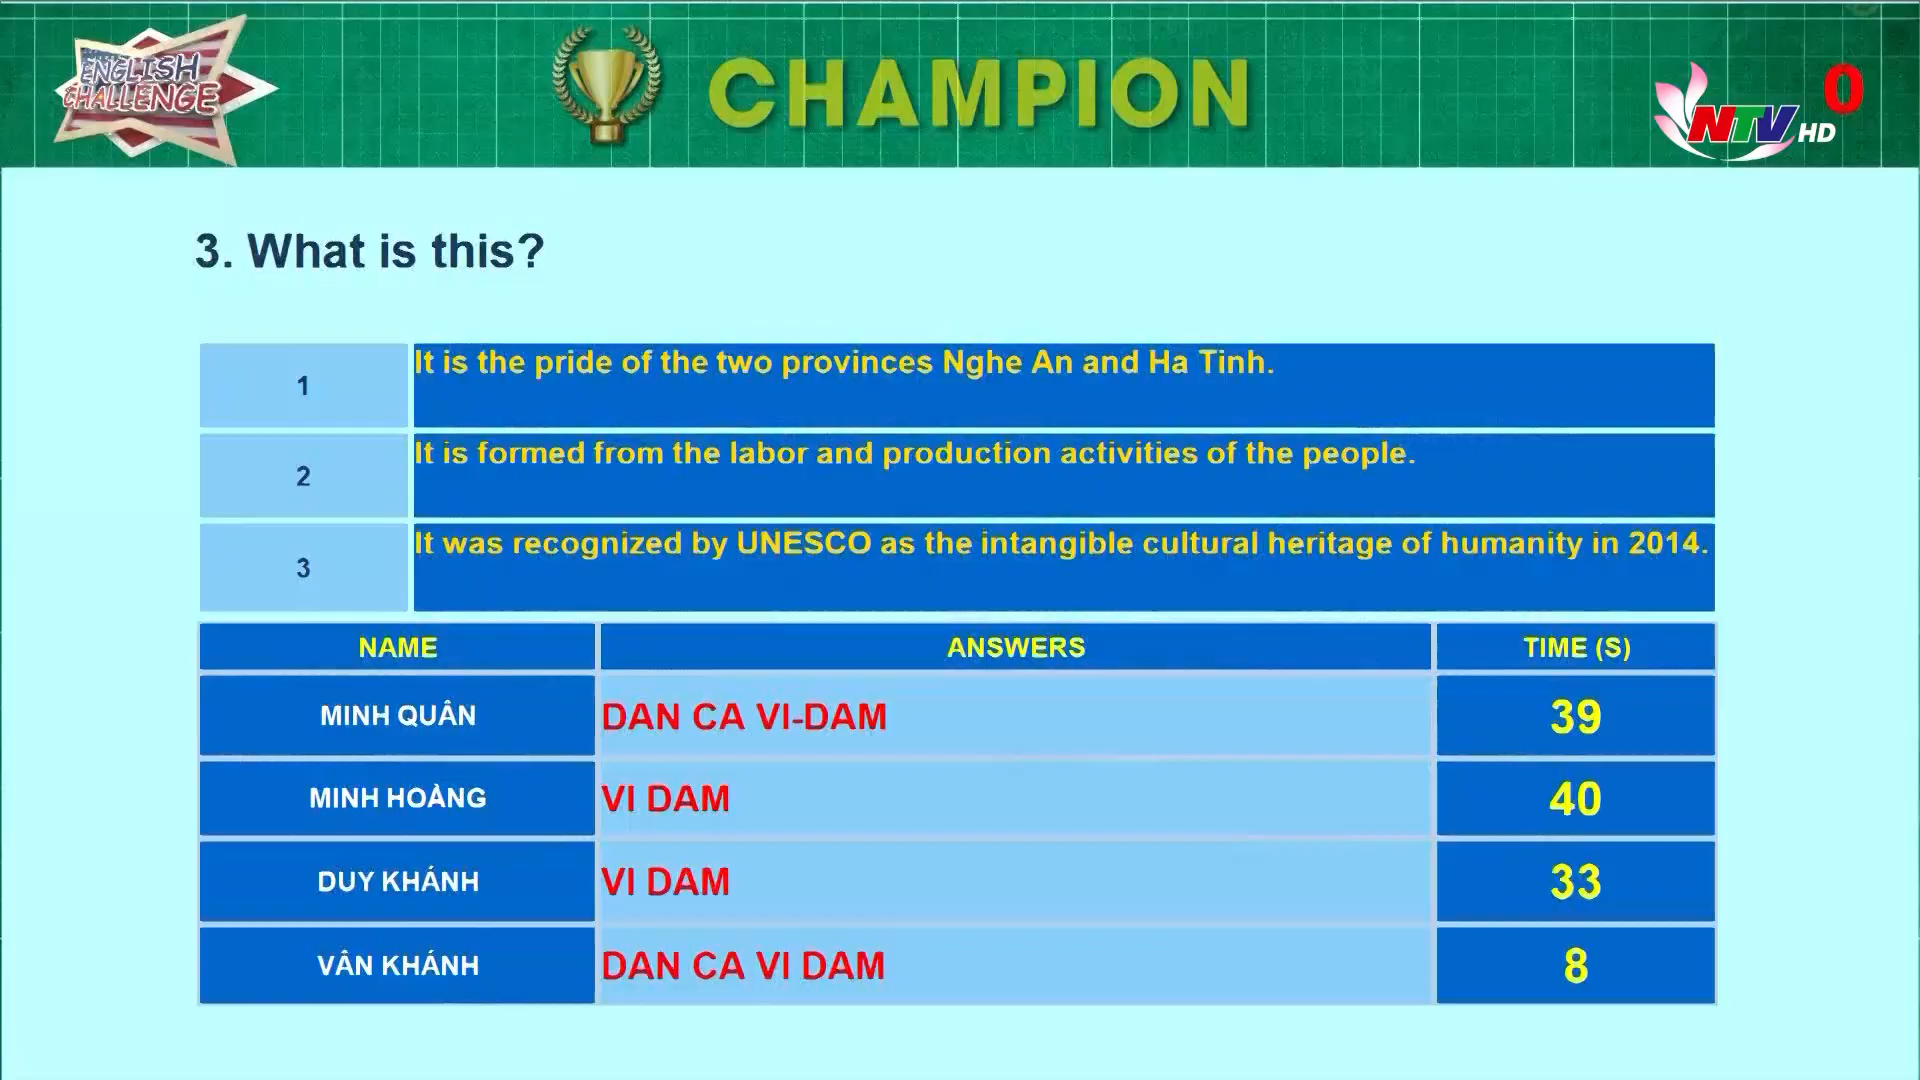 ENGLISH
CHALLENGE
CHAMPION
NTV HD
0
3. What is this?
1 It is the pride of the two provinces Nghe An and Ha Tinh.
2 It is formed from the labor and production activities of the people.
3 It was recognized by UNESCO as the intangible cultural heritage of humanity in 2014.
NAME ANSWERS TIME (S)
MINH QUÂN DAN CA VI-DAM 39
MINH HOÀNG VI DAM 40
DUY KHÁNH VI DAM 33
VÂN KHÁNH DAN CA VI DAM 8